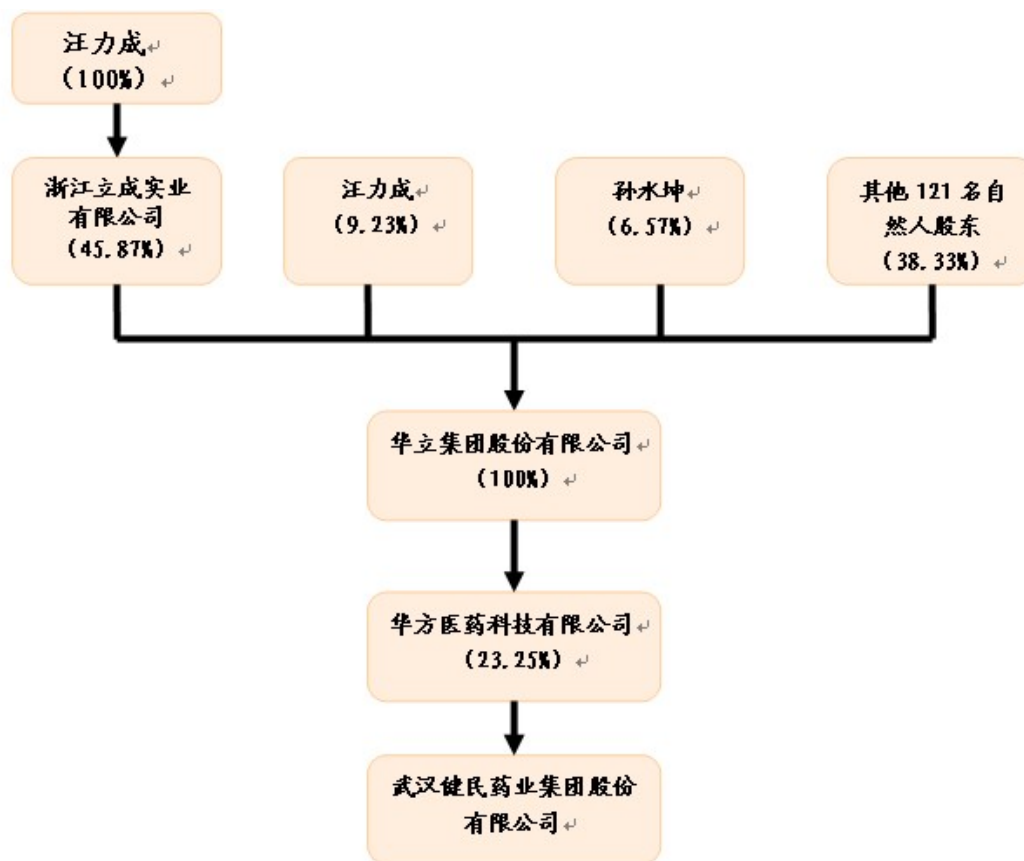 汪力成
(100%)
浙江立成实业
有限公司
(45.87%)
汪力成
(9.23%)
孙水坤
(6.57%)
其他 121 名自
然人股东
(38.33%)
华立集团股份有限公司
(100%)
华方医药科技有限公司
(23.25%)
武汉健民药业集团股份
有限公司